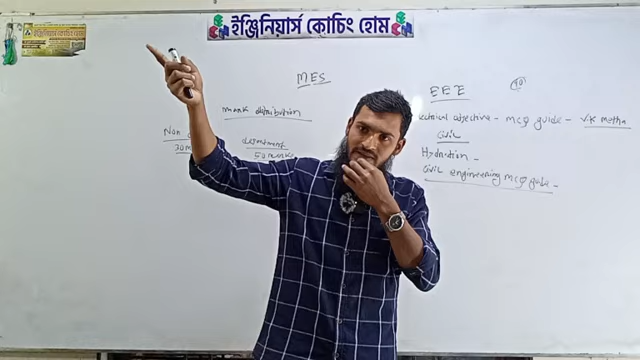 ইঞ্জিনিয়ার্স কোচিং হোম
MES
EEE
mark distribution
objective - mcq guide - V.K Metha
Non
civil
30
department
Hydration -
50 marks
civil engineering mcq guide -